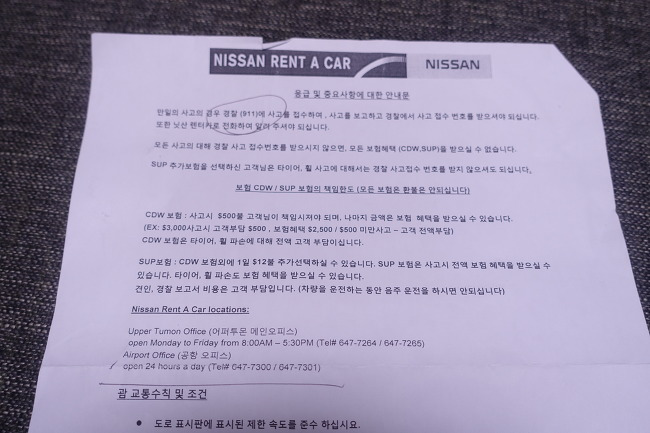 NISSAN RENT A CAR
NISSAN
응급 및 중요사항에 대한 안내문
만일의 사고의 경우 경찰 (911)에 사고를 접수하여 , 사고를 보고하고 경찰에서 사고 접수 번호를 받으셔야 되십니다.
또한 닛산 렌터카로 전화하여 알려 주셔야 되십니다.
모든 사고의 대해 경찰 사고 접수번호를 받으시지 않으면, 모든 보험혜택 (CDW,SUP)을 받으실 수 없습니다.
SUP 추가보험을 선택하신 고객님은 타이어, 휠 사고에 대해서는 경찰 사고접수 번호를 받지 않으셔도 되십니다.
보험 CDW / SUP 보험의 책임한도 (모든 보험은 환불은 안되십니다)
CDW 보험 : 사고시 $500불 고객님이 책임지셔야 되며, 나머지 금액은 보험 혜택을 받으실 수 있습니다.
(EX: $3,000사고시 고객부담 $500 , 보험혜택 $2,500 / $500 미만사고 – 고객 전액부담)
CDW 보험은 타이어, 휠 파손에 대해 전액 고객 부담이십니다.
SUP보험 : CDW 보험외에 1일 $12불 추가선택하실 수 있습니다. SUP 보험은 사고시 전액 보험 혜택을 받으실 수
있습니다. 타이어, 휠 파손도 보험 혜택을 받으실 수 있습니다.
견인, 경찰 보고서 비용은 고객 부담입니다. (차량을 운전하는 동안 음주 운전을 하시면 안되십니다)
Nissan Rent A Car locations:
Upper Tumon Office (어퍼투몬 메인오피스)
open Monday to Friday from 8:00AM – 5:30PM (Tel# 647-7264 / 647-7265)
Airport Office (공항 오피스)
open 24 hours a day (Tel# 647-7300 / 647-7301)
괌 교통수칙 및 조건
• 도로 표시판에 표시된 제한 속도를 준수 하십시요.